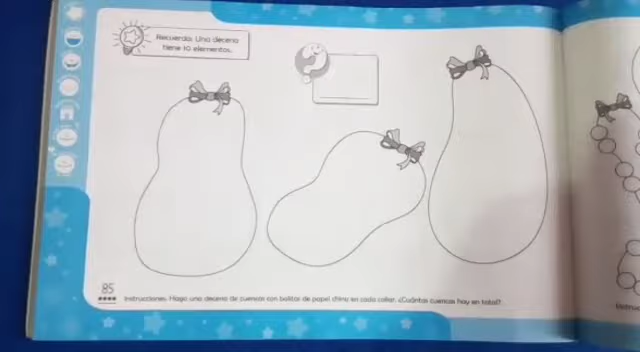 Recuerda: Una decena
tiene 10 elementos.
85
Instrucciones: Haga una decena de cuentas con bolitas de papel china en cada collar. ¿Cuántas cuentas hay en total?